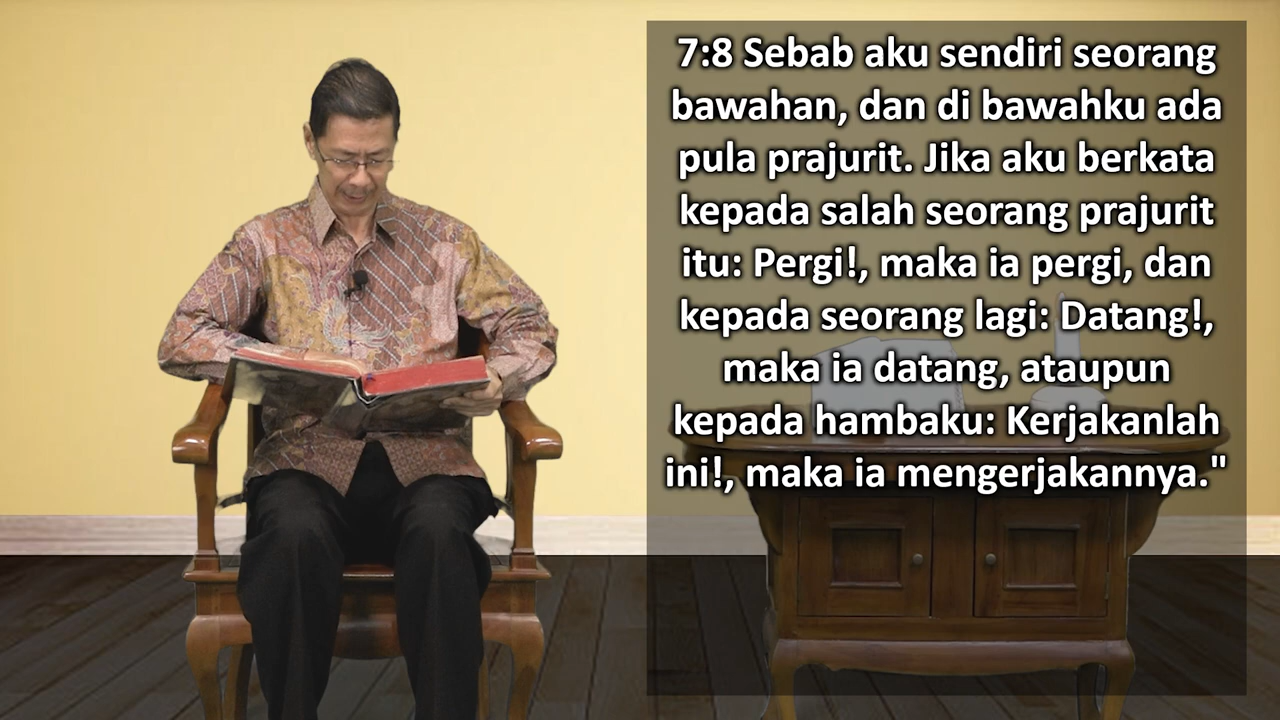 7:8 Sebab aku sendiri seorang
bawahan, dan di bawahku ada
pula prajurit. Jika aku berkata
kepada salah seorang prajurit
itu: Pergi!, maka ia pergi, dan
kepada seorang lagi: Datang!,
maka ia datang, ataupun
kepada hambaku: Kerjakanlah
ini!, maka ia mengerjakannya."